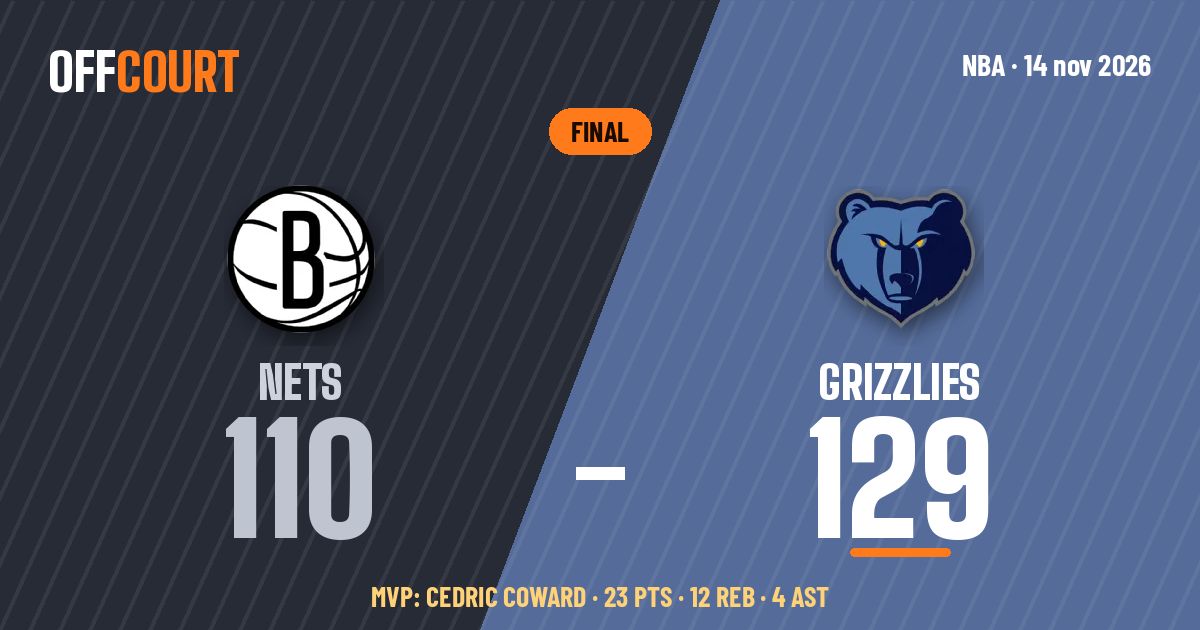 OFFCOURT
NBA · 14 nov 2026
FINAL
B
NETS
GRIZZLIES
110
–
129
MVP: CEDRIC COWARD · 23 PTS · 12 REB · 4 AST